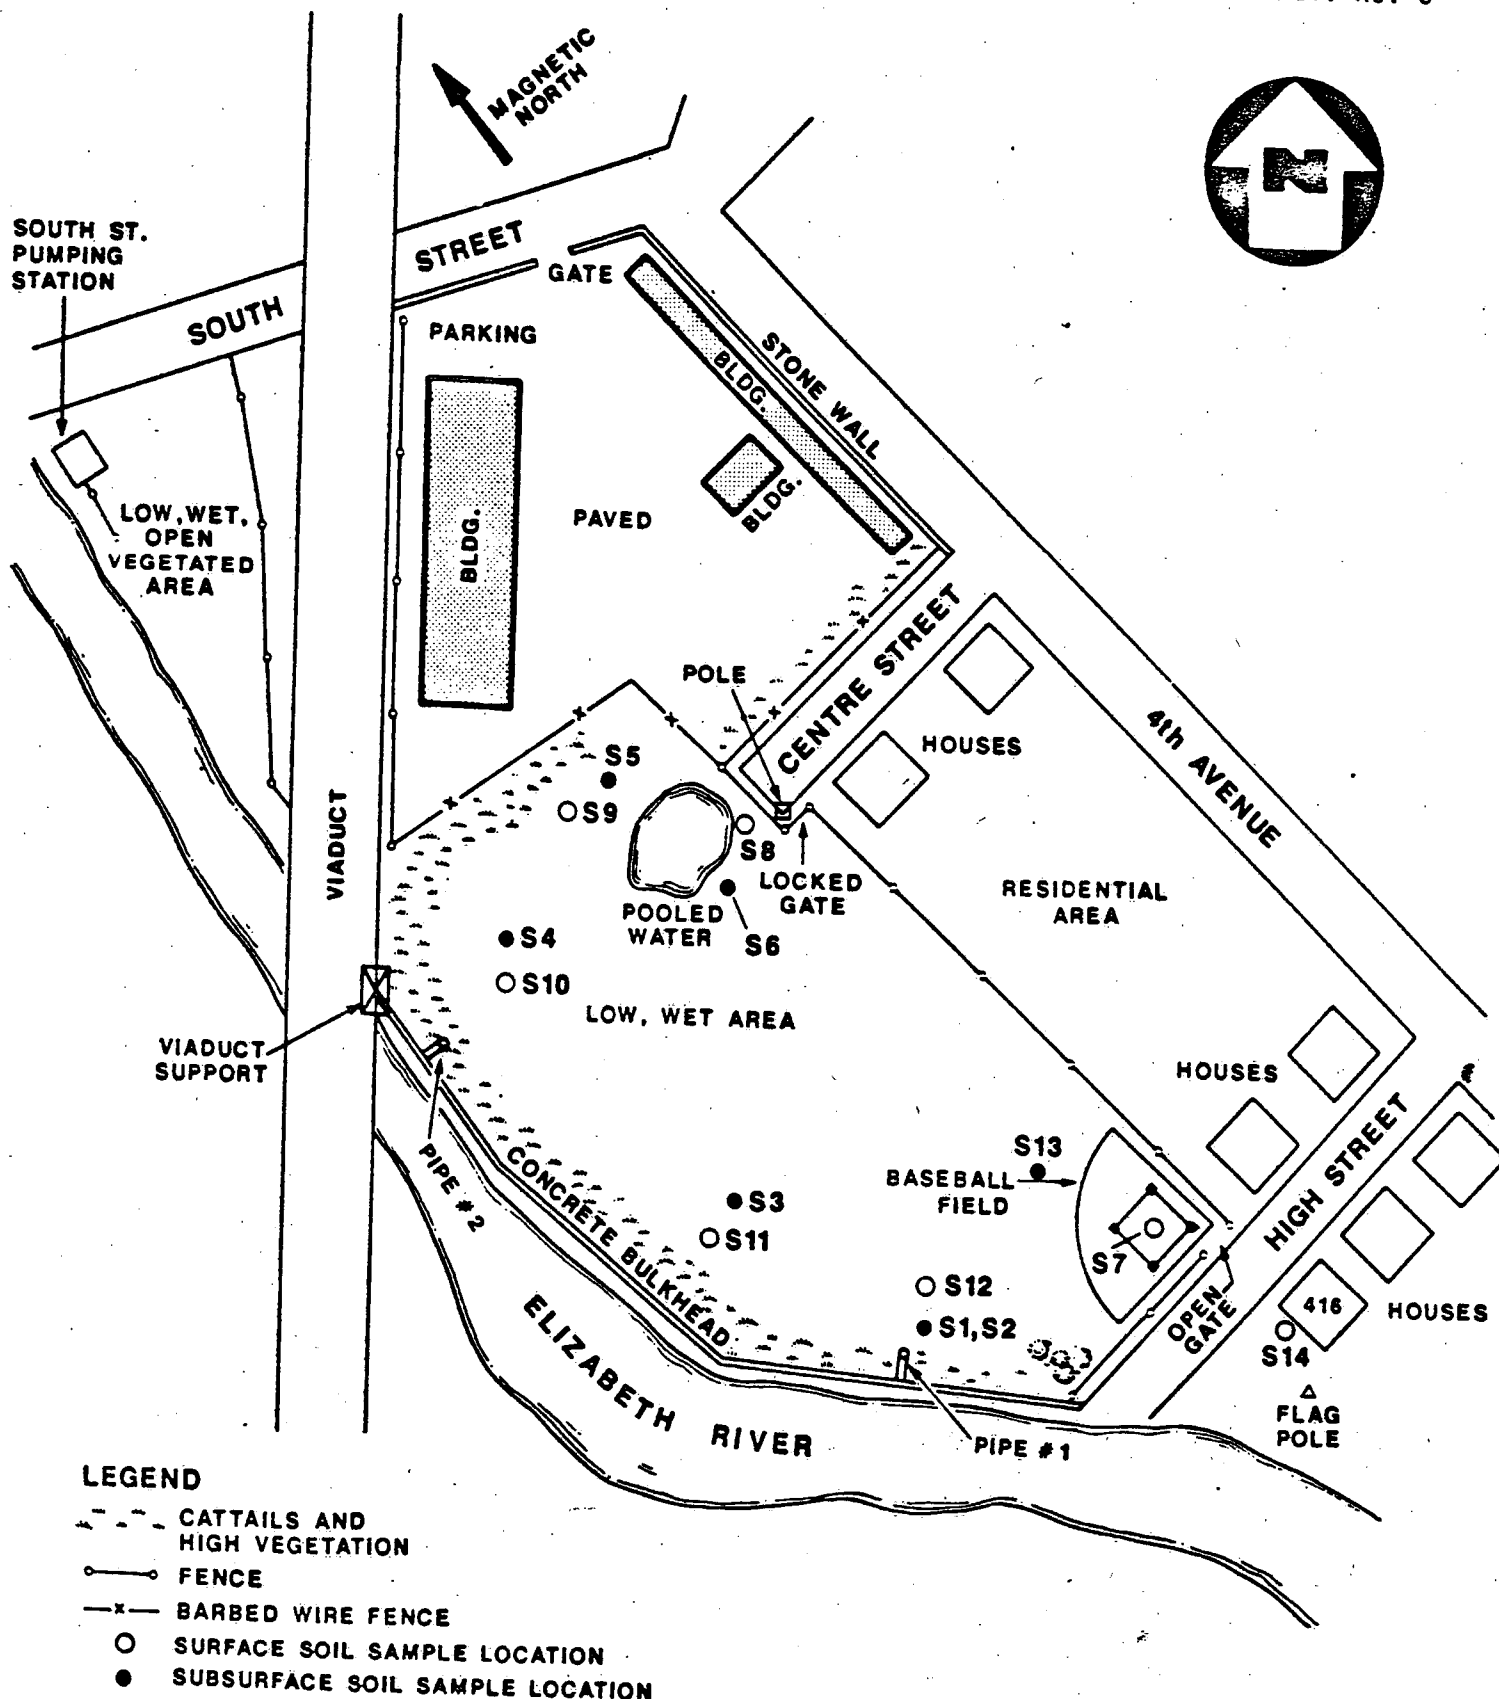 MAGNETIC
NORTH
N
SOUTH ST.
PUMPING
STATION
SOUTH STREET
GATE
PARKING
STONE WALL
BLDG.
BLDG.
BLDG.
PAVED
LOW, WET,
OPEN
VEGETATED
AREA
CENTRE STREET
POLE
HOUSES
4th AVENUE
S5
S9
S8
VIADUCT
LOCKED
GATE
RESIDENTIAL
AREA
POOLED
WATER
S6
S4
S10
LOW, WET AREA
VIADUCT
SUPPORT
HOUSES
HIGH STREET
PIPE #2
CONCRETE BULKHEAD
S13
BASEBALL
FIELD
S3
S11
S7
S12
S1,S2
OPEN
GATE
416
HOUSES
S14
FLAG
POLE
ELIZABETH RIVER
PIPE #1
LEGEND
CATTAILS AND
HIGH VEGETATION
FENCE
BARBED WIRE FENCE
SURFACE SOIL SAMPLE LOCATION
SUBSURFACE SOIL SAMPLE LOCATION